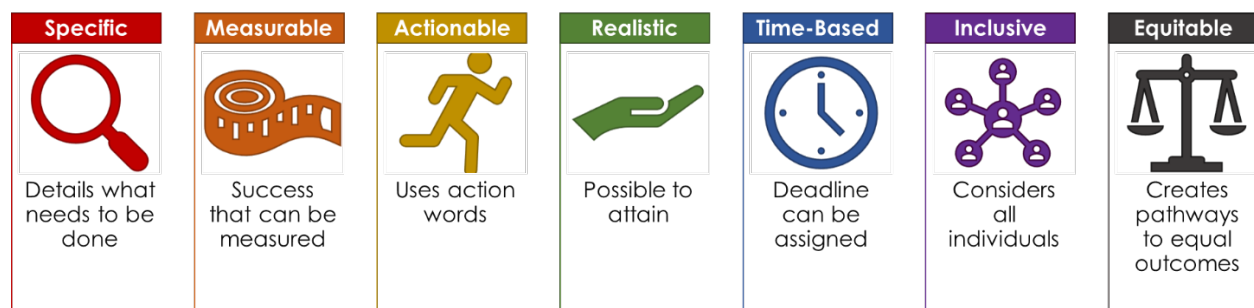 Specific
Details what
needs to be
done
Measurable
Success
that can be
measured
Actionable
Uses action
words
Realistic
Possible to
attain
Time-Based
Deadline
can be
assigned
Inclusive
Considers
all
individuals
Equitable
Creates
pathways
to equal
outcomes